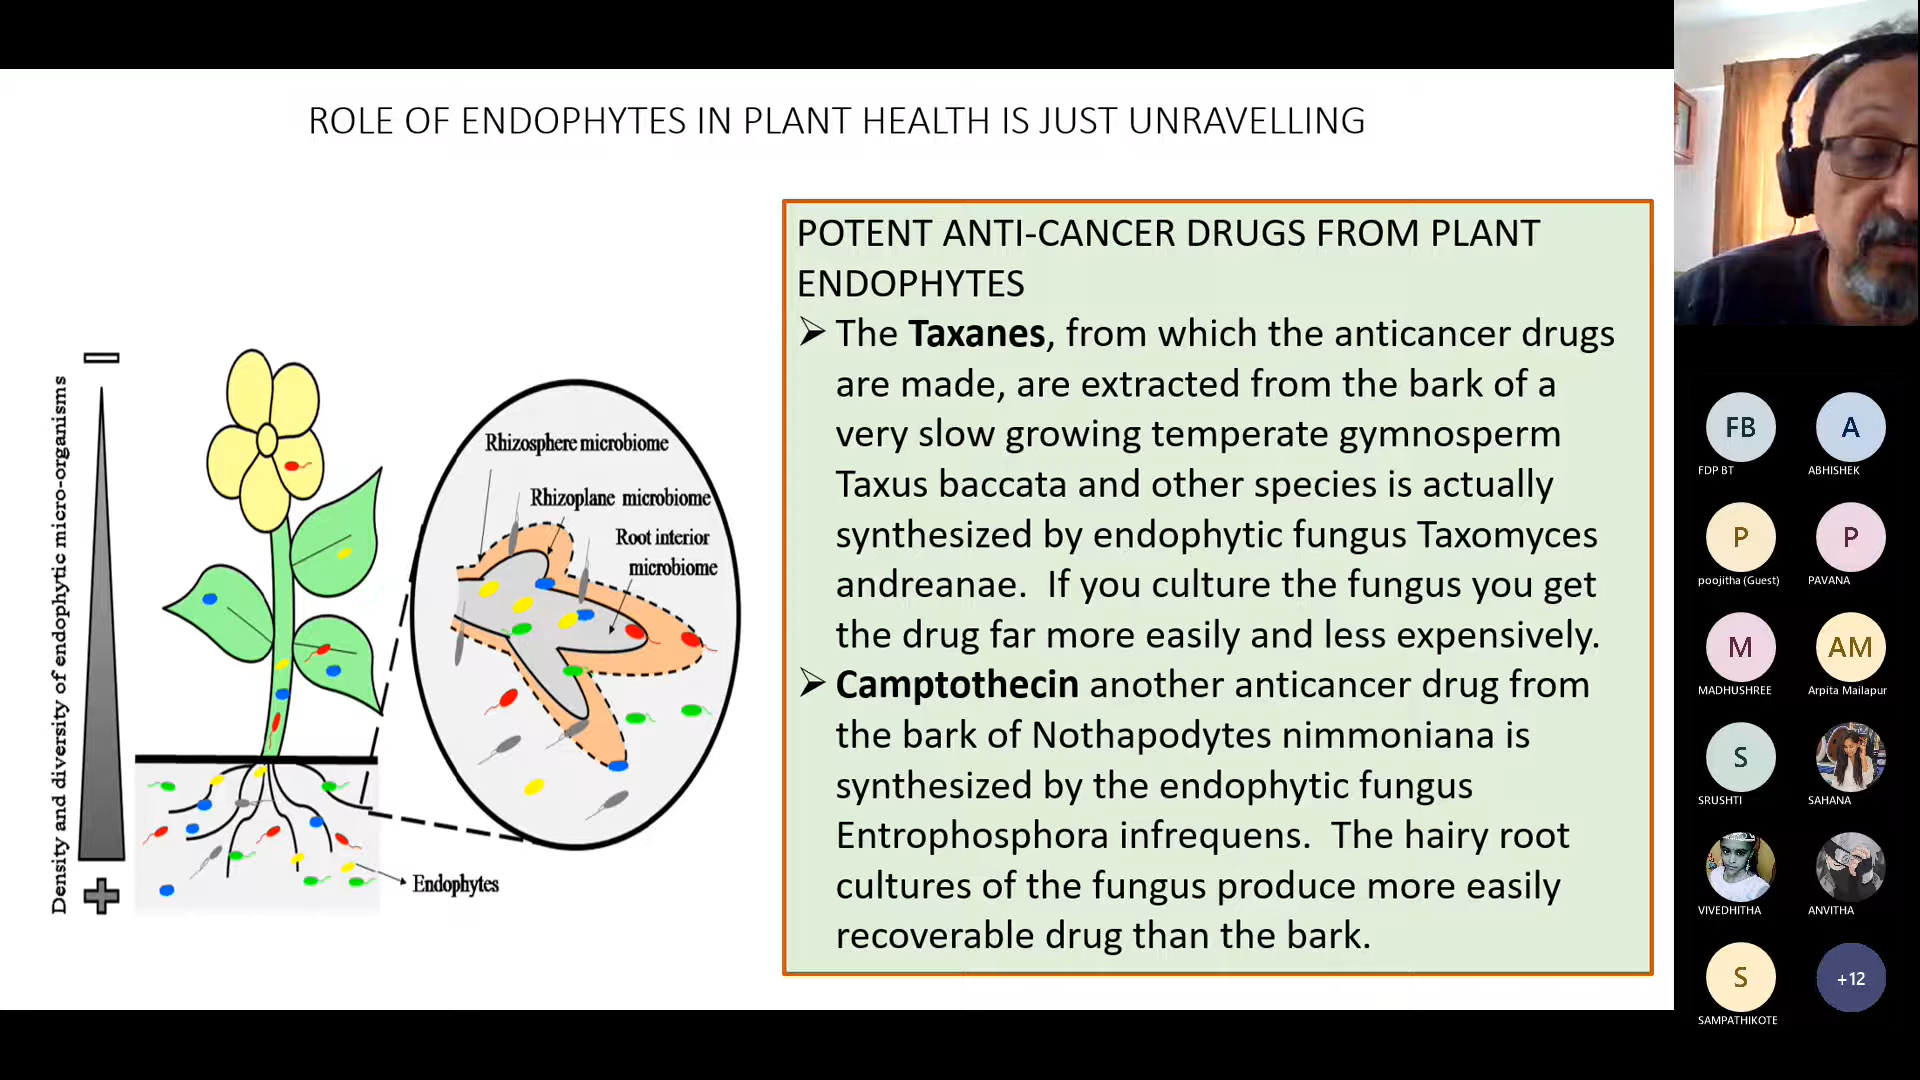 ROLE OF ENDOPHYTES IN PLANT HEALTH IS JUST UNRAVELLING
Density and diversity of endophytic micro-organisms
Rhizosphere microbiome
Rhizoplane microbiome
Root interior
microbiome
Endophytes
POTENT ANTI-CANCER DRUGS FROM PLANT
ENDOPHYTES
➢ The Taxanes, from which the anticancer drugs
are made, are extracted from the bark of a
very slow growing temperate gymnosperm
Taxus baccata and other species is actually
synthesized by endophytic fungus Taxomyces
andreanae.  If you culture the fungus you get
the drug far more easily and less expensively.
➢ Camptothecin another anticancer drug from
the bark of Nothapodytes nimmoniana is
synthesized by the endophytic fungus
Entrophosphora infrequens.  The hairy root
cultures of the fungus produce more easily
recoverable drug than the bark.
FB
FDP BT
A
ABHISHEK
P
poojitha (Guest)
P
PAVANA
M
MADHUSHREE
AM
Arpita Mailapur
S
SRUSHTI
SAHANA
VIVEDHITHA
ANVITHA
S
SAMPATHIKOTE
+12